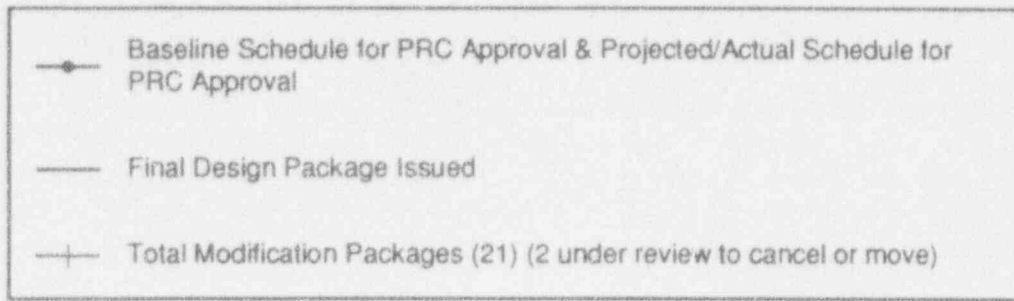 Baseline Schedule for PRC Approval & Projected/Actual Schedule for
PRC Approval
Final Design Package Issued
Total Modification Packages (21) (2 under review to cancel or move)